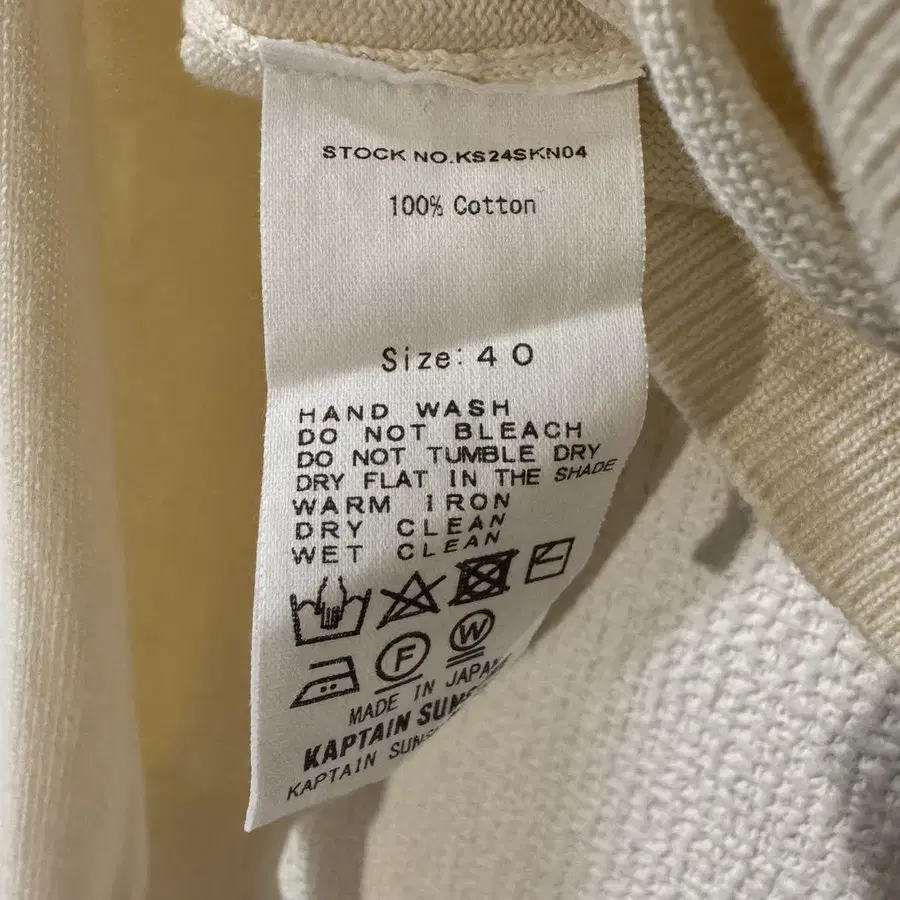 STOCK NO.KS24SKN04
100% Cotton
Size: 40
HAND WASH
DO NOT BLEACH
DO NOT TUMBLE DRY
DRY FLAT IN THE SHADE
WARM IRON
DRY CLEAN
WET CLEAN
F
W
MADE IN JAPAN
KAPTAIN
KAPTAIN